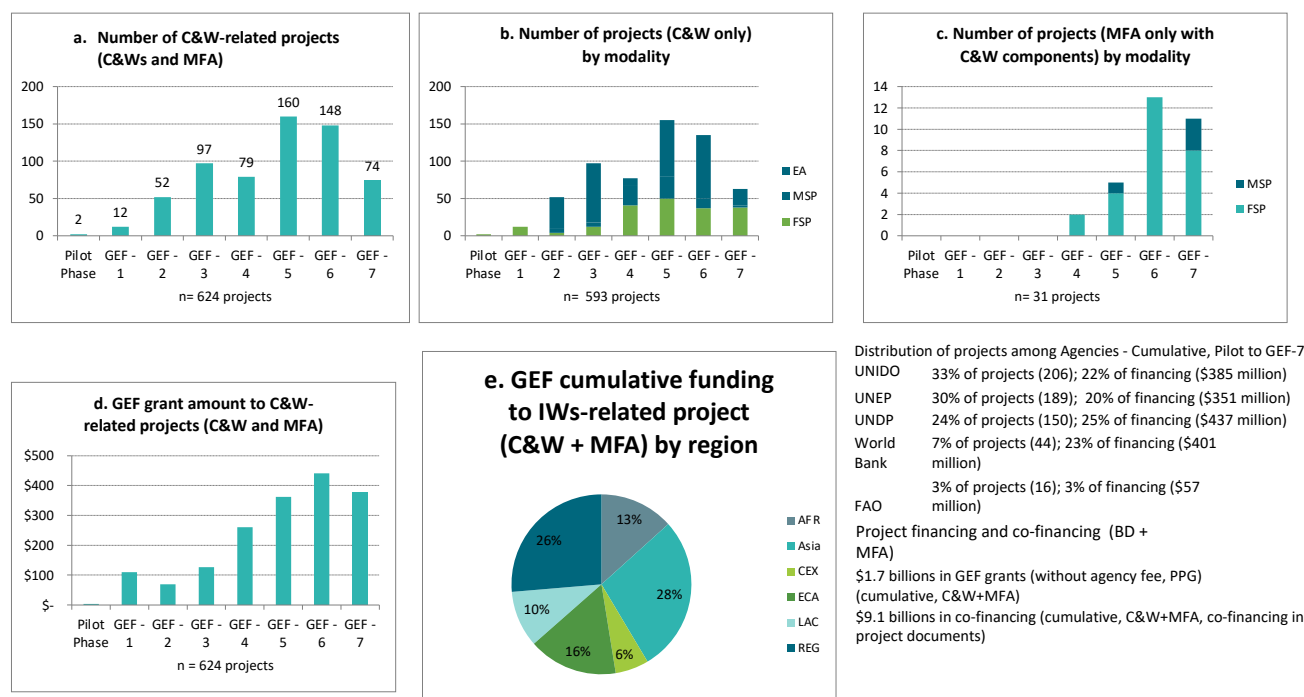 a. Number of C&W-related projects
(C&Ws and MFA)
200
150
100
50
0
2
12
52
97
79
160
148
74
Pilot GEF - GEF - GEF - GEF - GEF - GEF - GEF -
Phase 1 2 3 4 5 6 7
n= 624 projects
b. Number of projects (C&W only)
by modality
200
150
100
50
0
EA
MSP
FSP
Pilot GEF - GEF - GEF - GEF - GEF - GEF - GEF -
Phase 1 2 3 4 5 6 7
n= 593 projects
c. Number of projects (MFA only with
C&W components) by modality
14
12
10
8
6
4
2
0
MSP
FSP
Pilot GEF - GEF - GEF - GEF - GEF - GEF - GEF -
Phase 1 2 3 4 5 6 7
n= 31 projects
d. GEF grant amount to C&W-
related projects (C&W and MFA)
$500
$400
$300
$200
$100
$-
Pilot GEF - GEF - GEF - GEF - GEF - GEF - GEF -
Phase 1 2 3 4 5 6 7
n = 624 projects
e. GEF cumulative funding
to IWs-related project
(C&W + MFA) by region
13%
28%
6%
16%
10%
26%
AFR
Asia
CEX
ECA
LAC
REG
Distribution of projects among Agencies - Cumulative, Pilot to GEF-7
UNIDO 33% of projects (206); 22% of financing ($385 million)
UNEP 30% of projects (189); 20% of financing ($351 million)
UNDP 24% of projects (150); 25% of financing ($437 million)
World 7% of projects (44); 23% of financing ($401
Bank million)
3% of projects (16); 3% of financing ($57
FAO million)
Project financing and co-financing (BD +
MFA)
$1.7 billions in GEF grants (without agency fee, PPG)
(cumulative, C&W+MFA)
$9.1 billions in co-financing (cumulative, C&W+MFA, co-financing in
project documents)